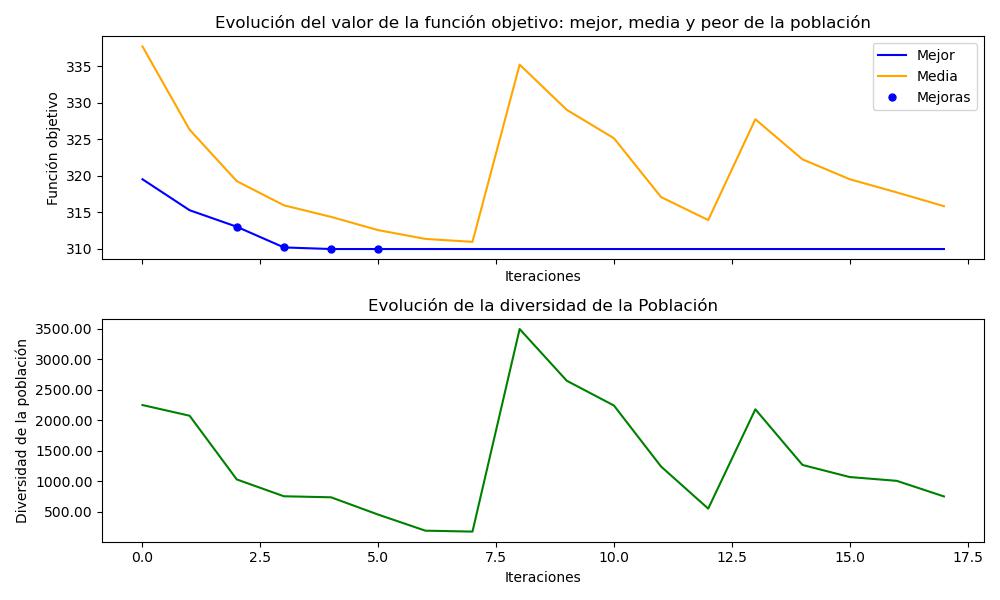 Evolución del valor de la función objetivo: mejor, media y peor de la población
Función objetivo
335
330
325
320
315
310
Mejor
Media
Mejoras
Iteraciones
Evolución de la diversidad de la Población
Diversidad de la población
3500.00
3000.00
2500.00
2000.00
1500.00
1000.00
500.00
0.0 2.5 5.0 7.5 10.0 12.5 15.0 17.5
Iteraciones